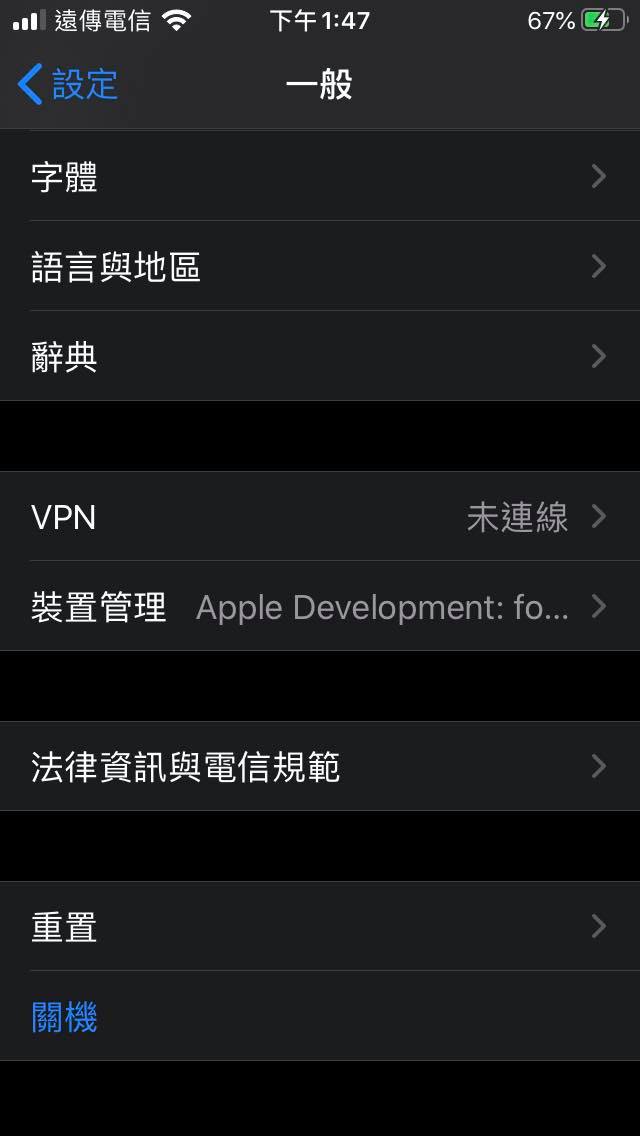 遠傳電信 下午1:47 67%
設定 一般
字體
語言與地區
辭典
VPN 未連線
裝置管理 Apple Development: fo...
法律資訊與電信規範
重置
關機